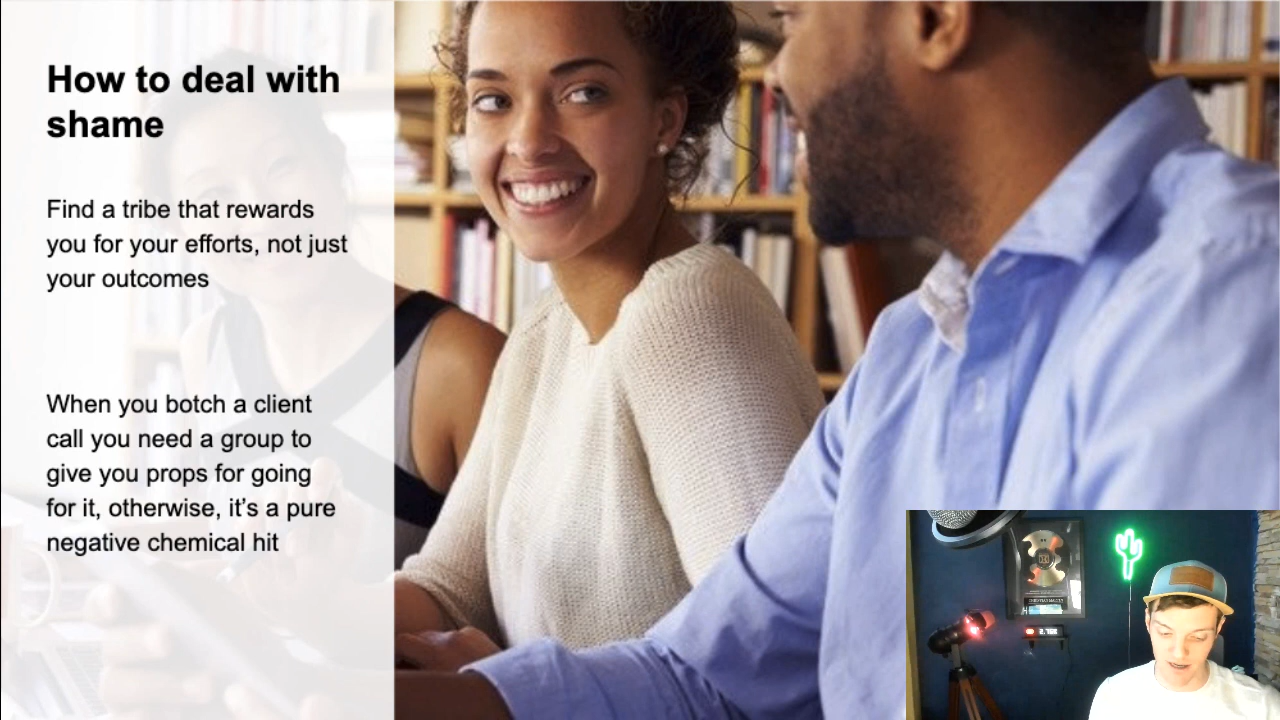 How to deal with
shame
Find a tribe that rewards
you for your efforts, not just
your outcomes
When you botch a client
call you need a group to
give you props for going
for it, otherwise, it’s a pure
negative chemical hit